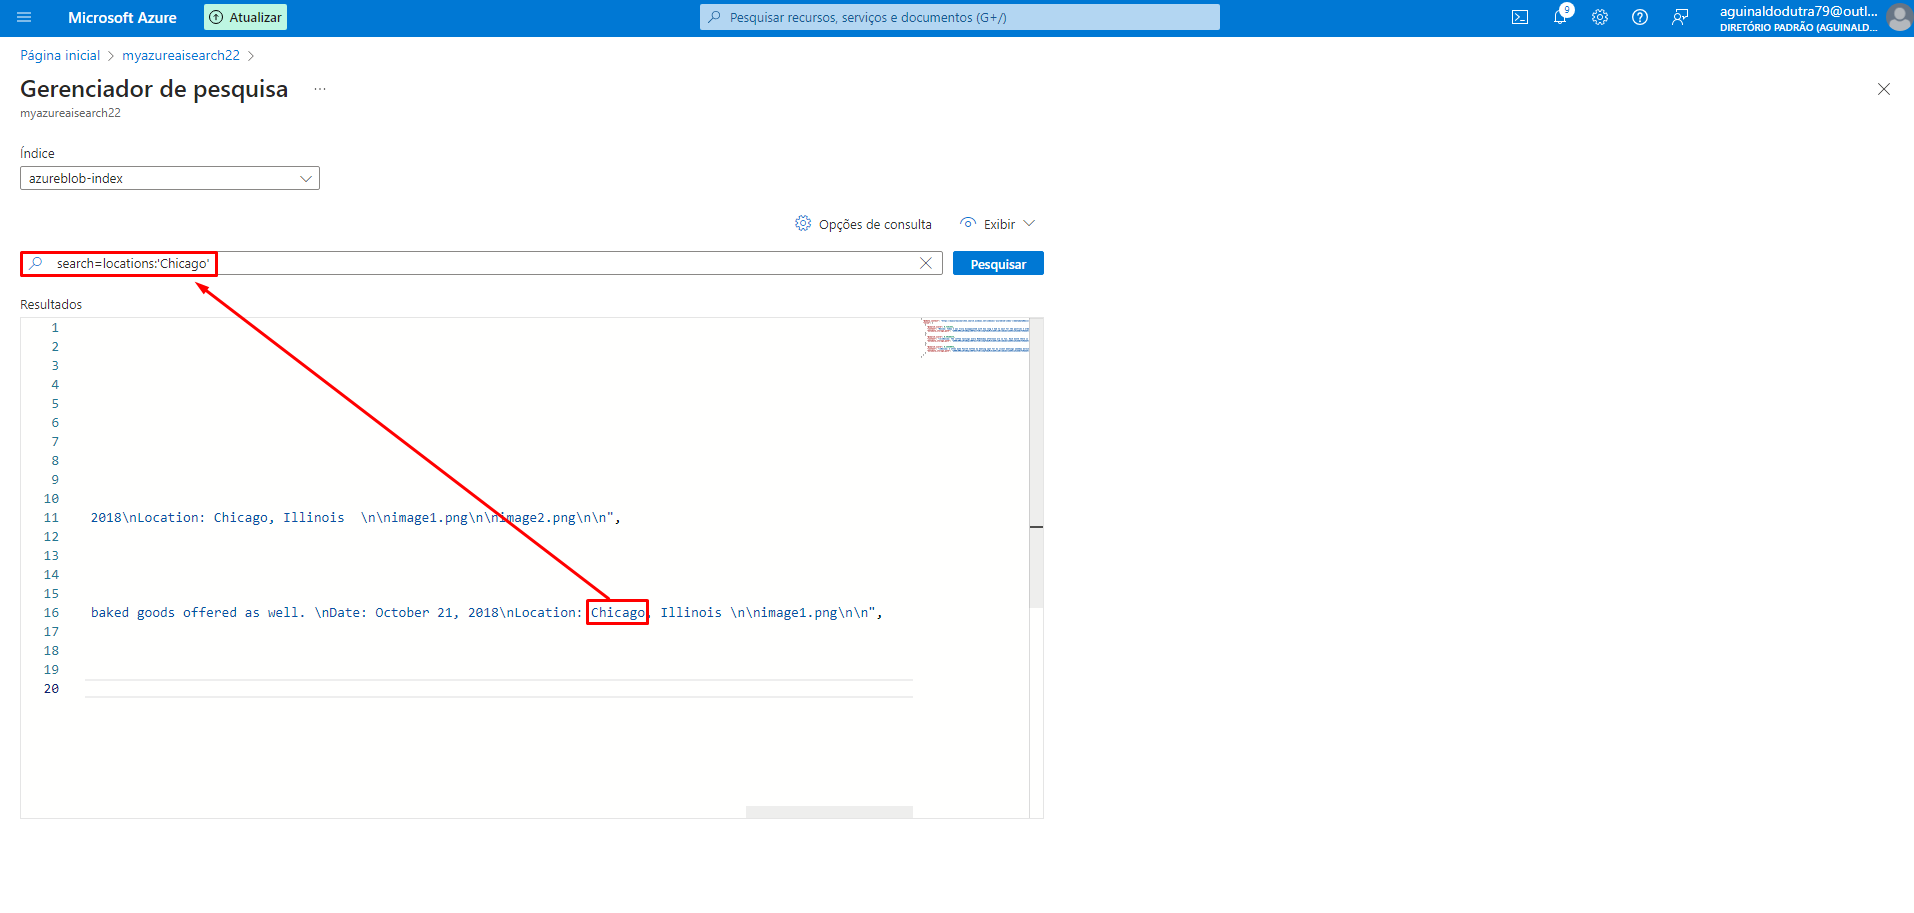 Microsoft Azure
Atualizar
Pesquisar recursos, serviços e documentos (G+/)
9
aguinaldodutra79@outl...
DIRETÓRIO PADRÃO (AGUINALD...
Página inicial > myazureaisearch22 >
Gerenciador de pesquisa ...
myazureaisearch22
Índice
azureblob-index
Opções de consulta
Exibir
search=locations:'Chicago'
Pesquisar
Resultados
1
2
3
4
5
6
7
8
9
10
11 2018\nLocation: Chicago, Illinois  \n\nimage1.png\n\nimage2.png\n\n",
12
13
14
15
16 baked goods offered as well. \nDate: October 21, 2018\nLocation: Chicago, Illinois \n\nimage1.png\n\n",
17
18
19
20